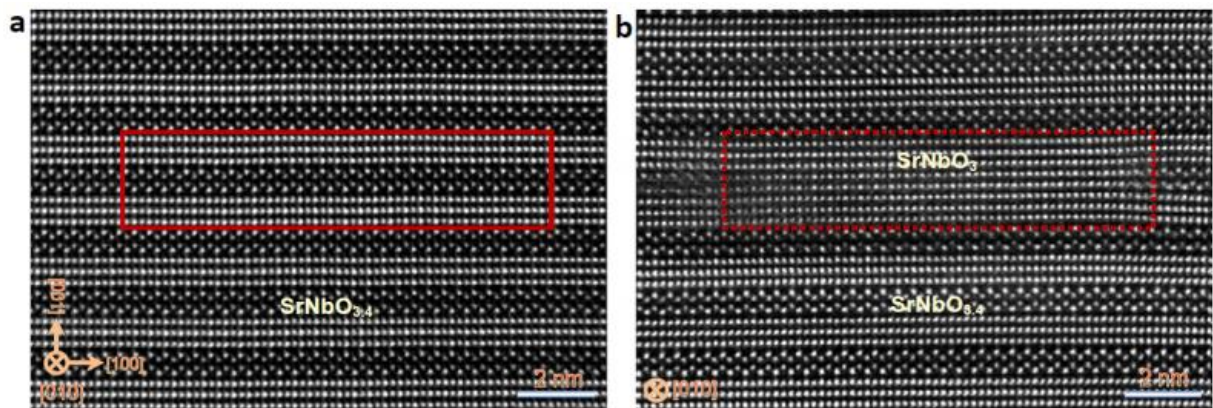 a
b
SrNbO₃
SrNbO₃.₄
SrNbO₃.₄
[001]
[100]
[010]
2 nm
[010]
2 nm